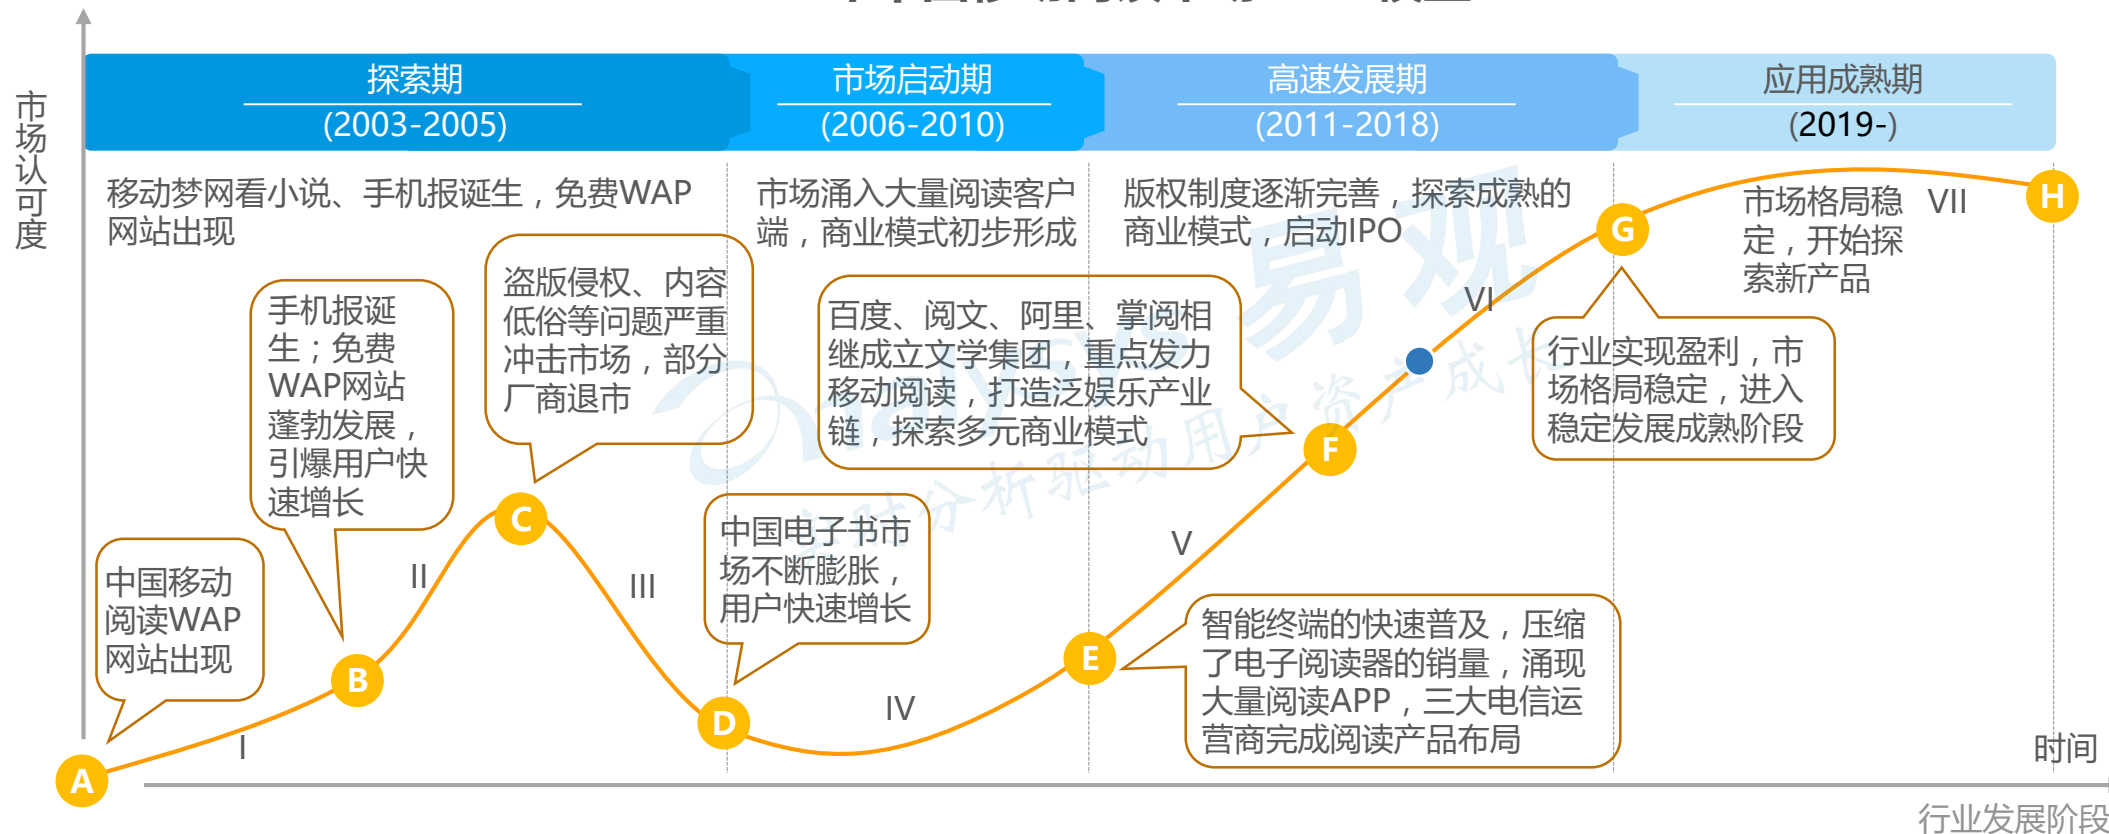 市场认可度
探索期
(2003-2005)
市场启动期
(2006-2010)
高速发展期
(2011-2018)
应用成熟期
(2019-)
移动梦网看小说、手机报诞生，免费WAP
网站出现
市场涌入大量阅读客户
端，商业模式初步形成
版权制度逐渐完善，探索成熟的
商业模式，启动IPO
市场格局稳
定，开始探
索新产品
VII
H
G
盗版侵权、内容
低俗等问题严重
冲击市场，部分
厂商退市
手机报诞
生；免费
WAP网站
蓬勃发展，
引爆用户快
速增长
百度、阅文、阿里、掌阅相
继成立文学集团，重点发力
移动阅读，打造泛娱乐产业
链，探索多元商业模式
VI
行业实现盈利，市
场格局稳定，进入
稳定发展成熟阶段
F
C
中国电子书市
场不断膨胀，
用户快速增长
V
II
III
中国移动
阅读WAP
网站出现
智能终端的快速普及，压缩
了电子阅读器的销量，涌现
大量阅读APP，三大电信运
营商完成阅读产品布局
E
B
D
IV
I
A
时间
行业发展阶段
analysys 易观
实时分析驱动用户资产成长